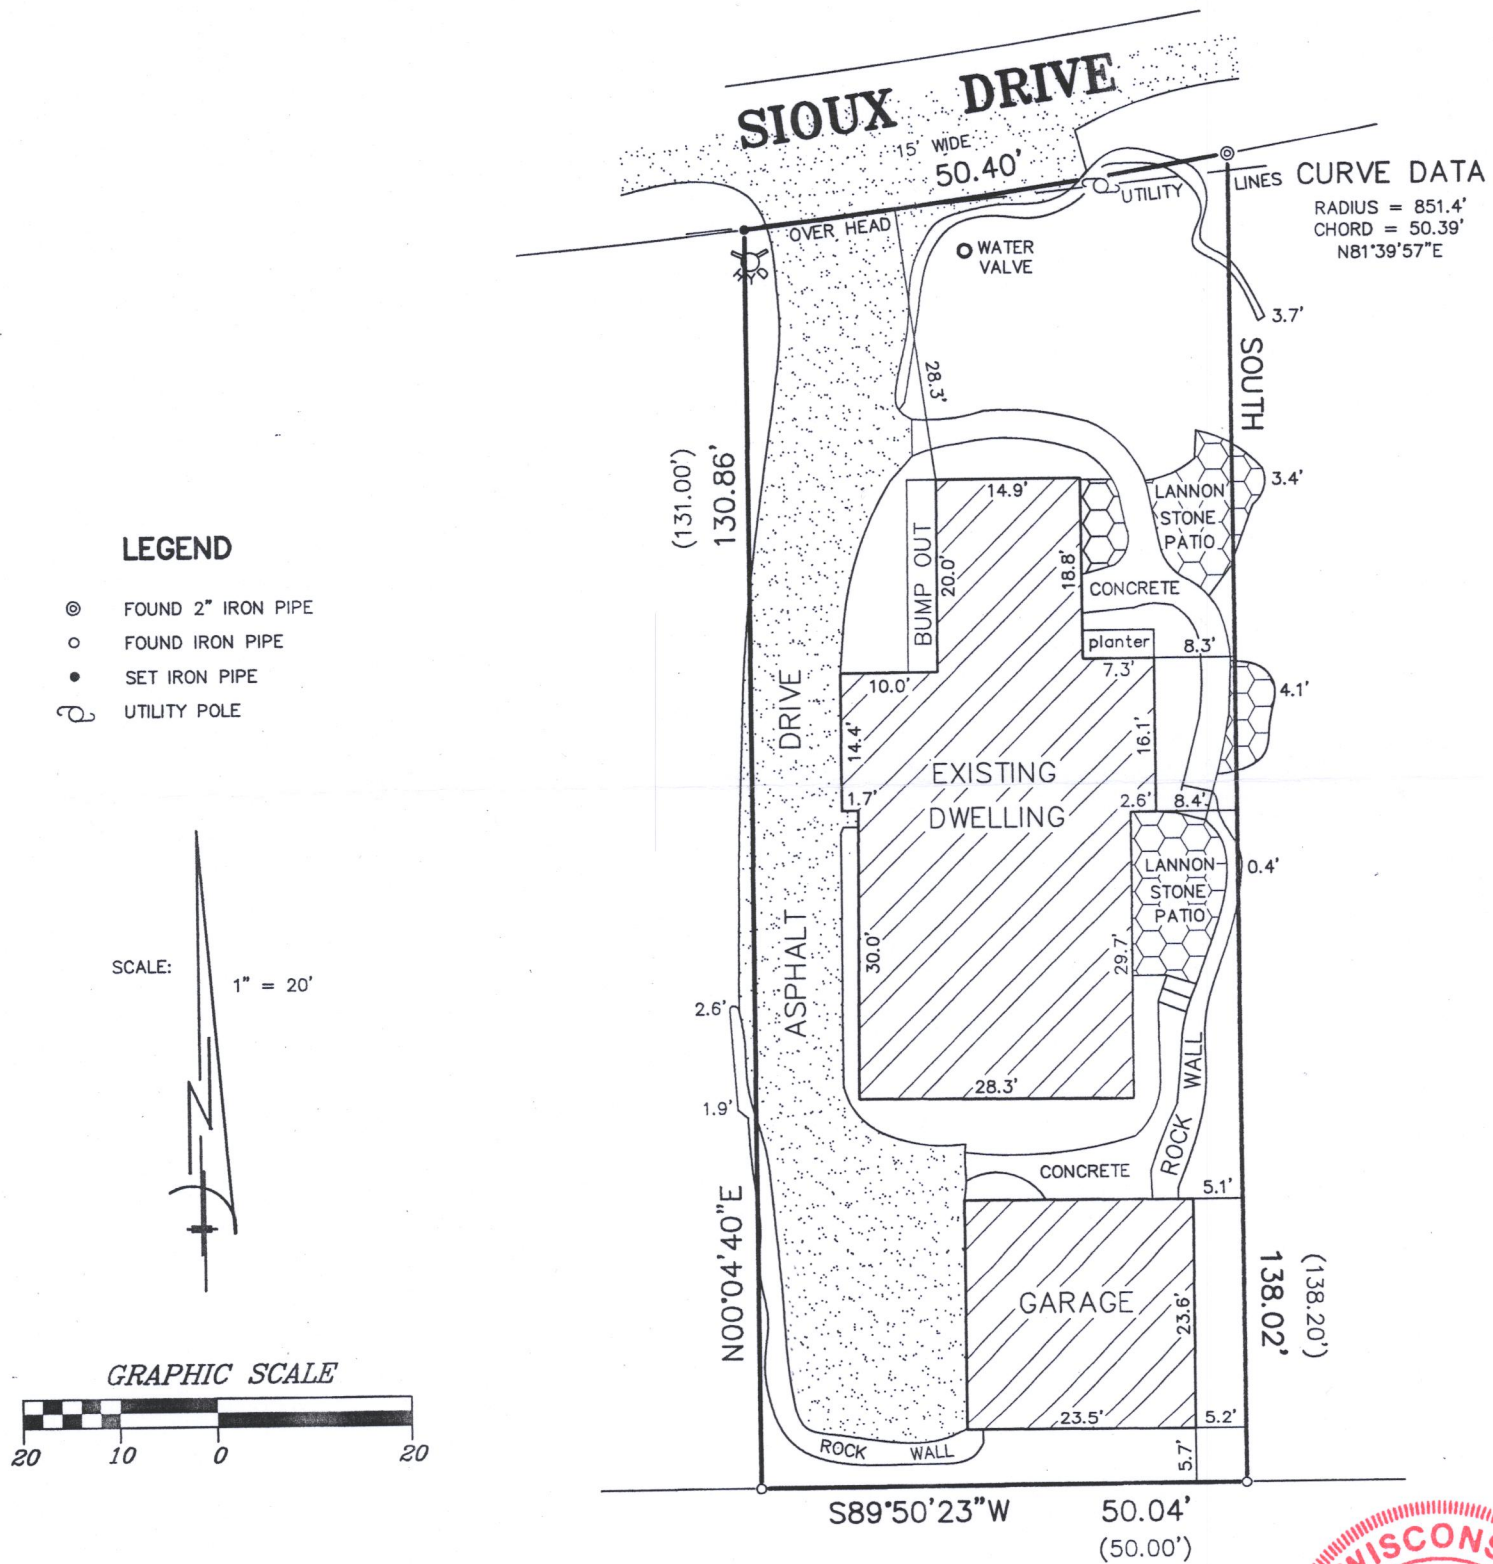 SIOUX DRIVE
15' WIDE
50.40'
OVER HEAD
UTILITY
LINES
CURVE DATA
RADIUS = 851.4'
CHORD = 50.39'
N81°39'57"E
HYD
WATER
VALVE
3.7'
SOUTH
28.3'
(131.00')
130.86'
3.4'
LANNON
STONE
PATIO
14.9'
BUMP OUT
20.0'
18.8'
CONCRETE
planter
8.3'
7.3'
4.1'
10.0'
14.4'
16.1'
EXISTING
DWELLING
1.7'
2.6'
8.4'
LANNON
STONE
PATIO
0.4'
30.0'
29.7'
28.3'
ASPHALT DRIVE
2.6'
1.9'
ROCK WALL
CONCRETE
5.1'
N00°04'40"E
GARAGE
23.6'
23.5'
5.2'
5.7'
138.02'
(138.20')
ROCK WALL
S89°50'23"W 50.04'
(50.00')
LEGEND
FOUND 2" IRON PIPE
FOUND IRON PIPE
SET IRON PIPE
UTILITY POLE
SCALE:
1" = 20'
N
GRAPHIC SCALE
20 10 0 20
WISCONS